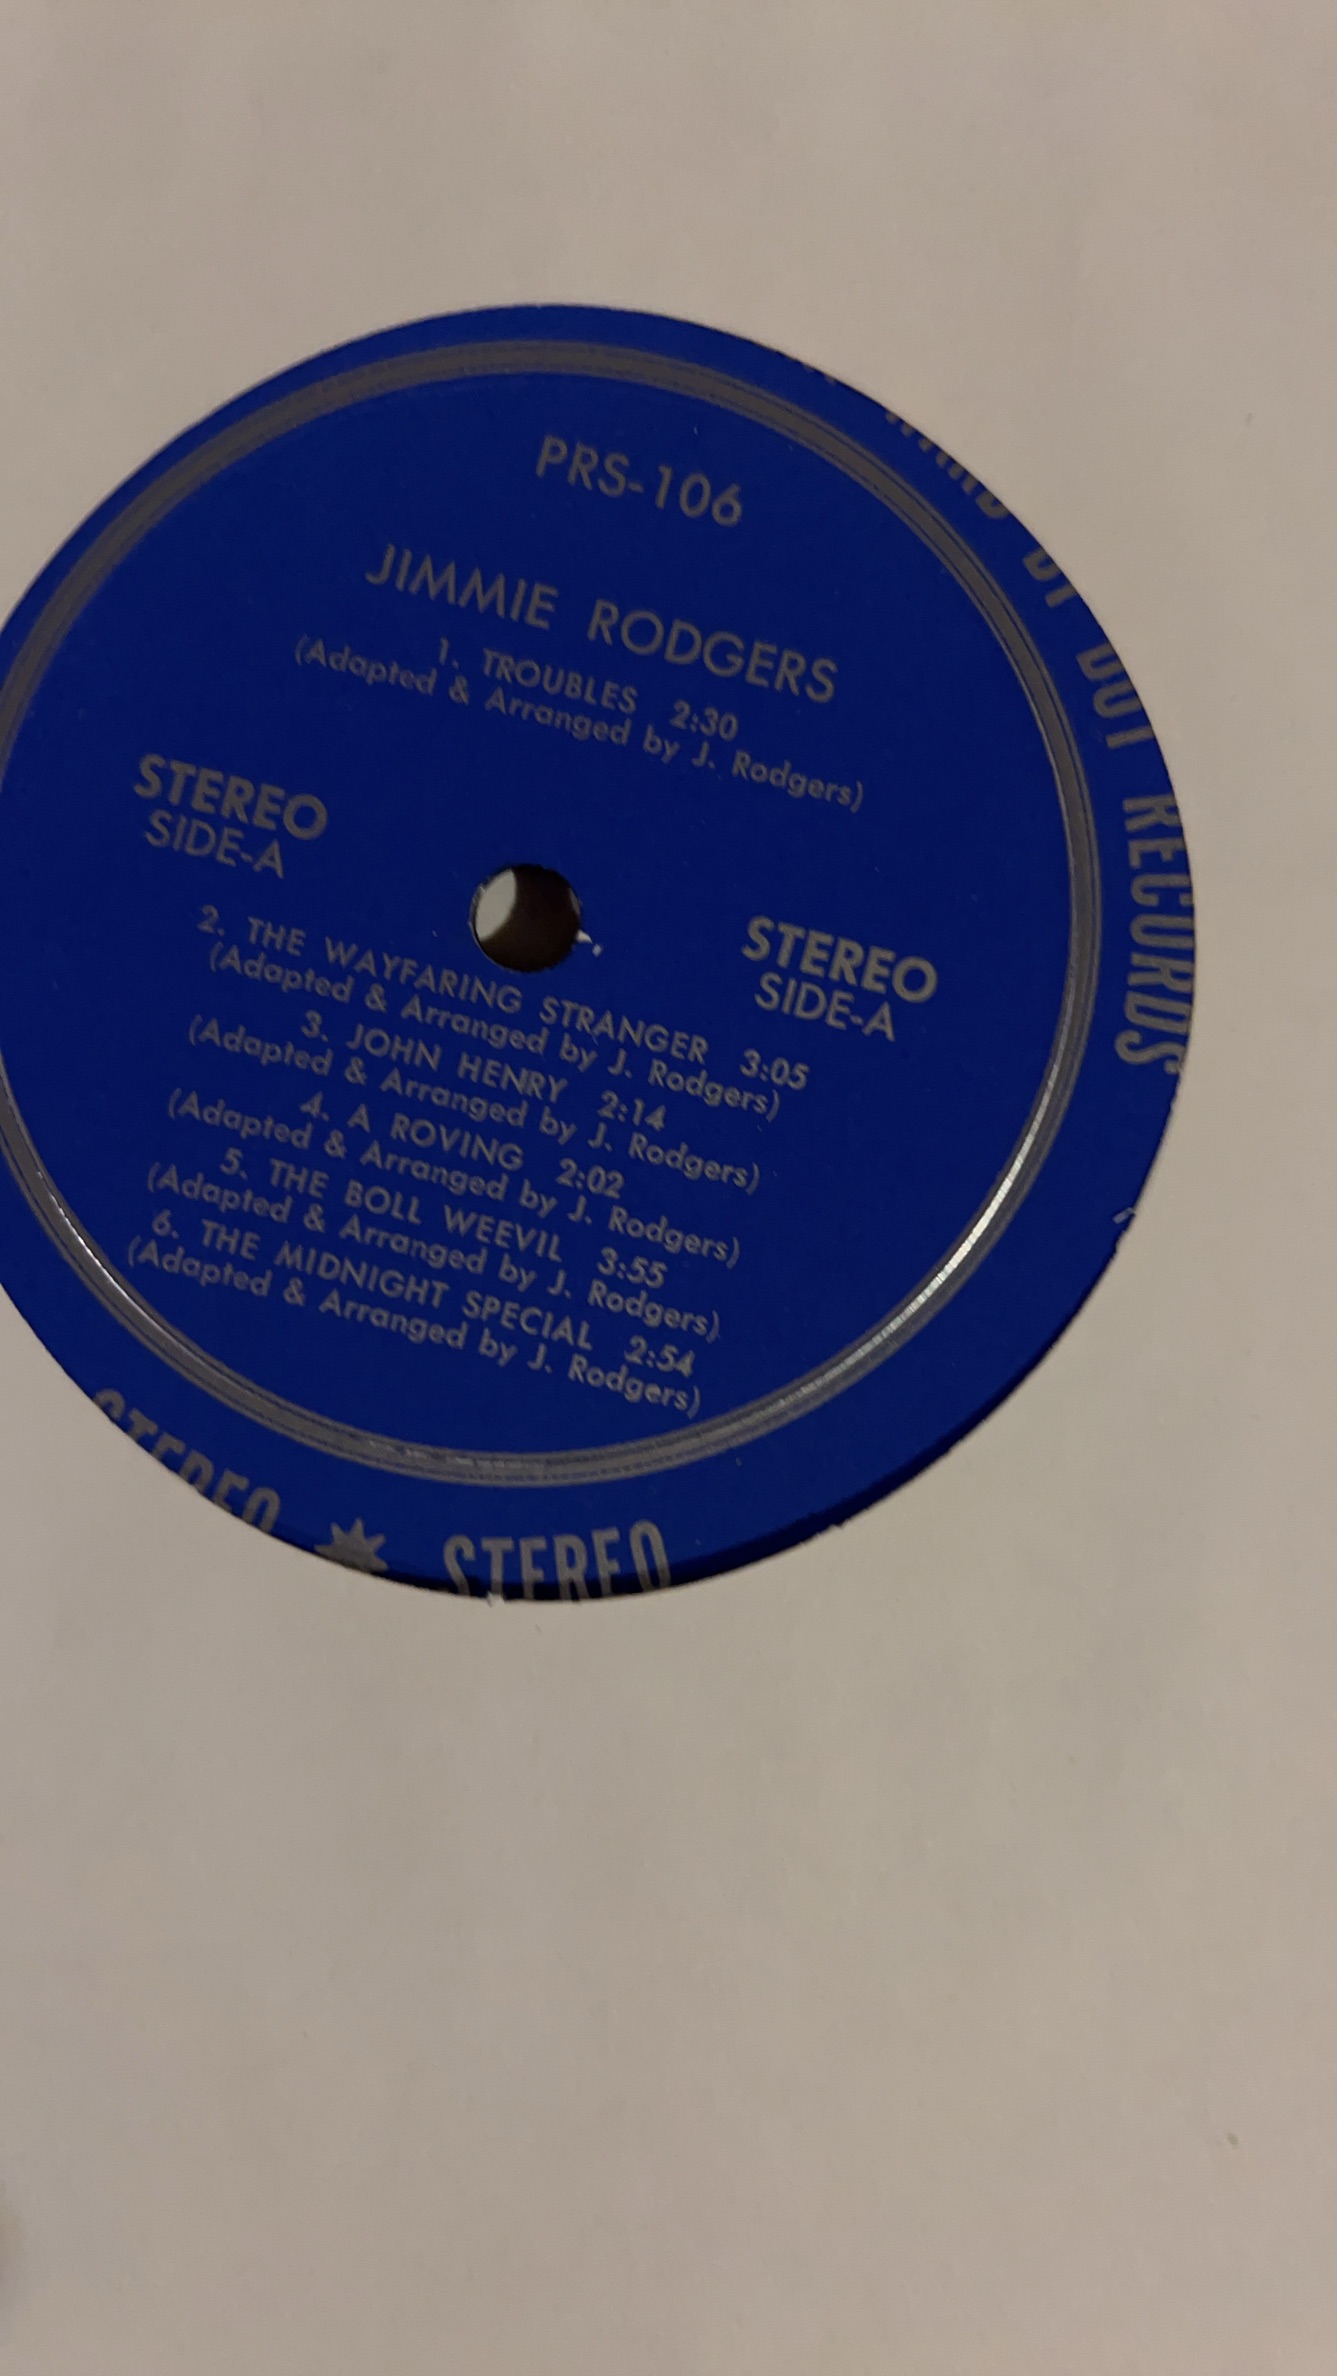 PRS-106
JIMMIE RODGERS
1. TROUBLES 2:30
(Adapted & Arranged by J. Rodgers)
STEREO
SIDE-A
STEREO
SIDE-A
2. THE WAYFARING STRANGER 3:05
(Adapted & Arranged by J. Rodgers)
3. JOHN HENRY 2:14
(Adapted & Arranged by J. Rodgers)
4. A ROVING 2:02
(Adapted & Arranged by J. Rodgers)
5. THE BOLL WEEVIL 3:55
(Adapted & Arranged by J. Rodgers)
6. THE MIDNIGHT SPECIAL 2:54
(Adapted & Arranged by J. Rodgers)
BY DOT RECORDS
STEREO STEREO